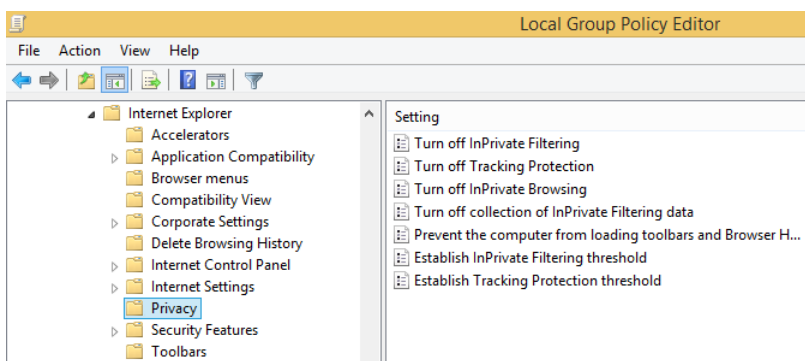 Local Group Policy Editor
File Action View Help
Internet Explorer
Accelerators
Application Compatibility
Browser menus
Compatibility View
Corporate Settings
Delete Browsing History
Internet Control Panel
Internet Settings
Privacy
Security Features
Toolbars
Setting
Turn off InPrivate Filtering
Turn off Tracking Protection
Turn off InPrivate Browsing
Turn off collection of InPrivate Filtering data
Prevent the computer from loading toolbars and Browser H...
Establish InPrivate Filtering threshold
Establish Tracking Protection threshold